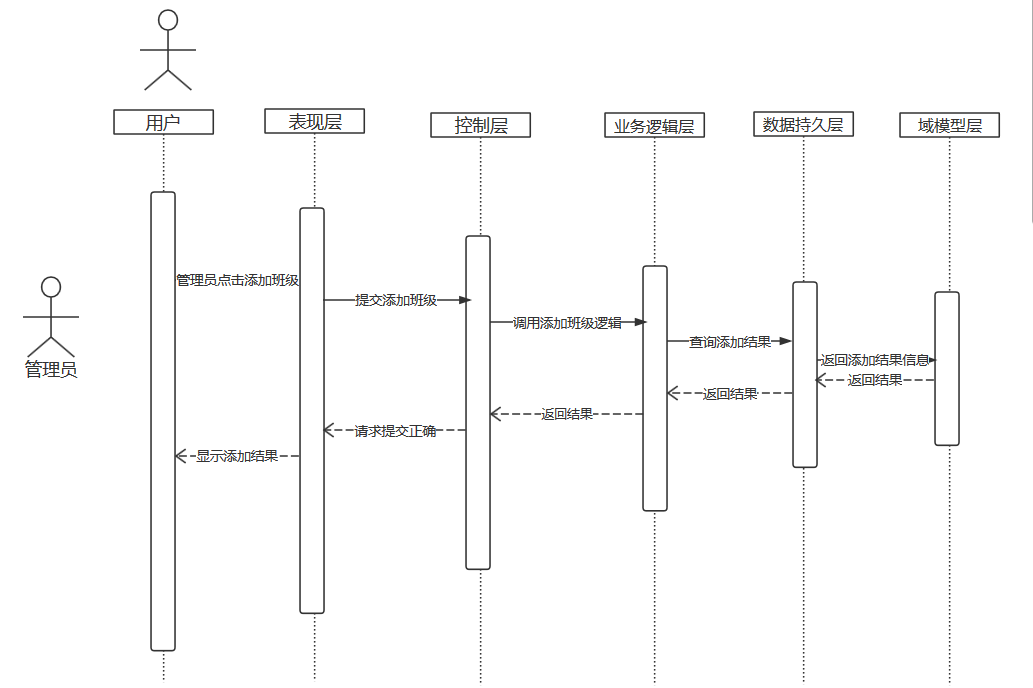 用户
表现层
控制层
业务逻辑层
数据持久层
域模型层
管理员点击添加班级
提交添加班级
调用添加班级逻辑
查询添加结果
返回添加结果信息
返回结果
返回结果
返回结果
请求提交正确
显示添加结果
管理员